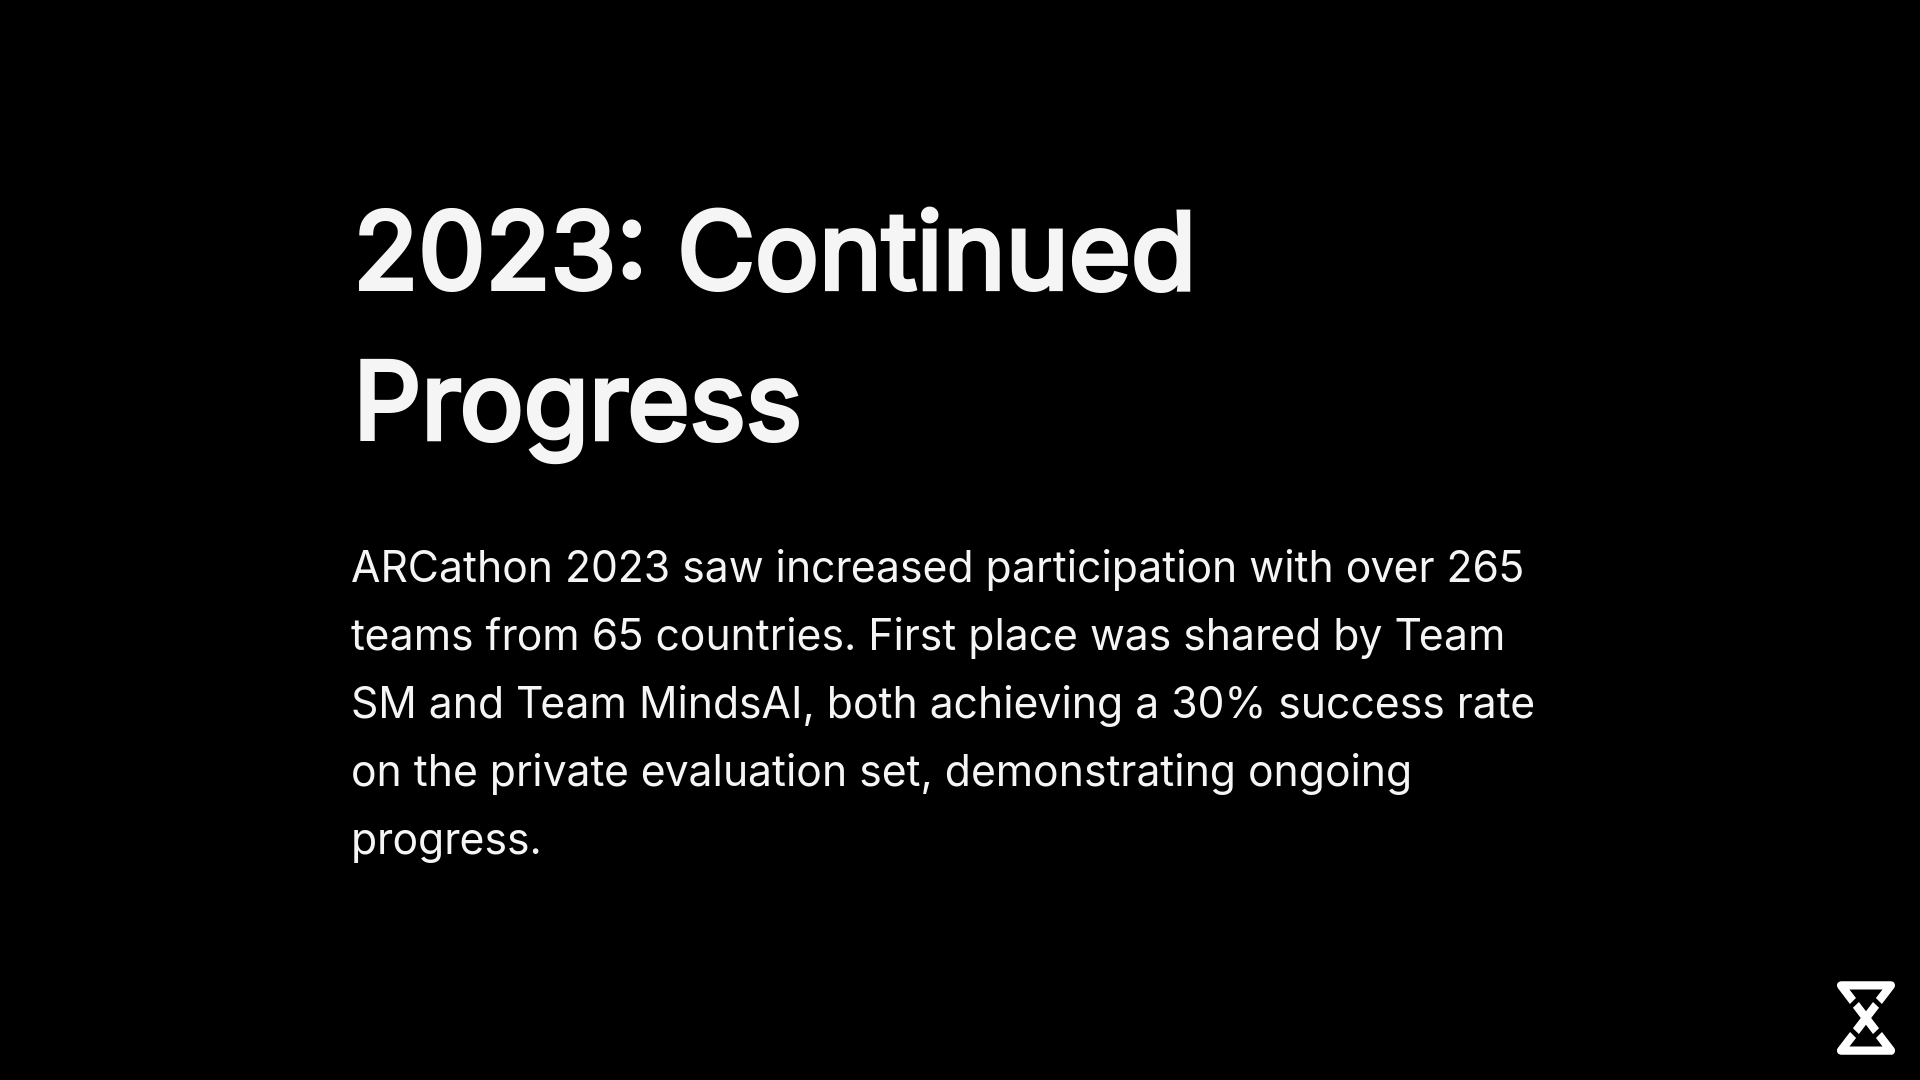 2023: Continued
Progress
ARCathon 2023 saw increased participation with over 265
teams from 65 countries. First place was shared by Team
SM and Team MindsAI, both achieving a 30% success rate
on the private evaluation set, demonstrating ongoing
progress.